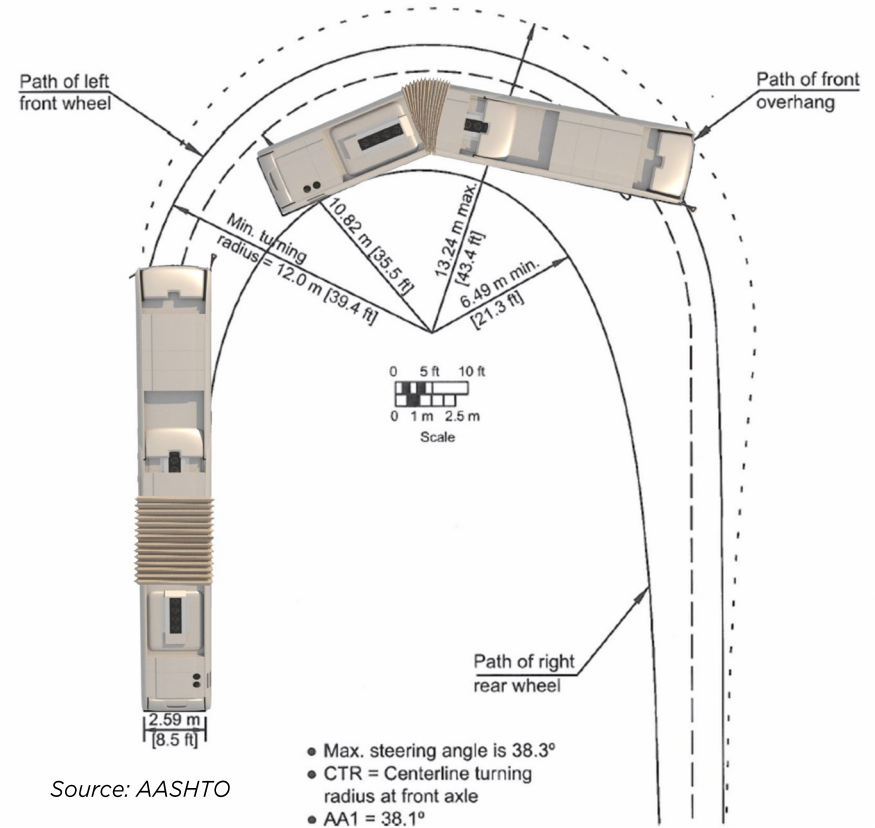 Path of left
front wheel
Path of front
overhang
Min. turning
radius = 12.0 m [39.4 ft]
10.82 m [35.5 ft]
13.24 m max.
[43.4 ft]
6.49 m min.
[21.3 ft]
0 5 ft 10 ft
0 1 m 2.5 m
Scale
Path of right
rear wheel
2.59 m
[8.5 ft]
Source: AASHTO
● Max. steering angle is 38.3º
● CTR = Centerline turning
radius at front axle
● AA1 = 38.1º